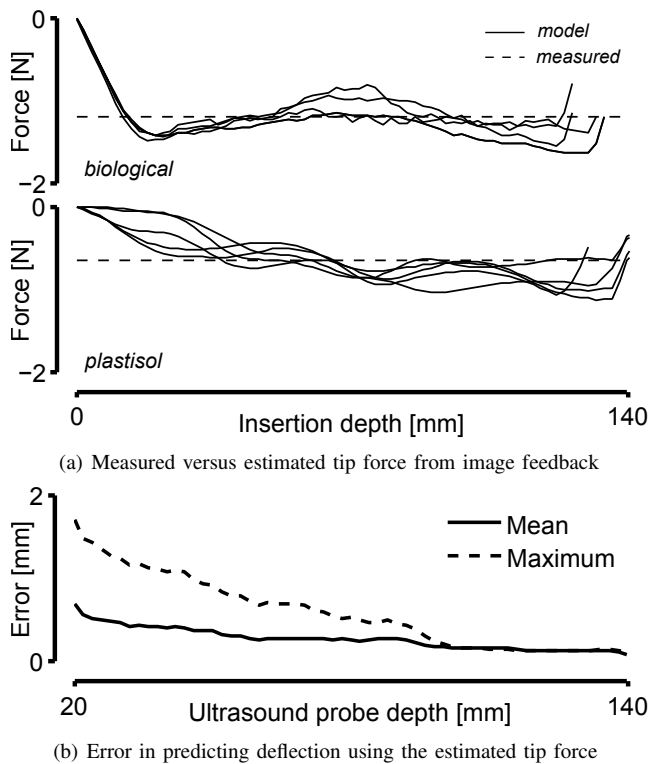 0
Force [N]
−2
model
measured
biological
0
Force [N]
−2
plastisol
0
Insertion depth [mm]
140
(a) Measured versus estimated tip force from image feedback
2
Error [mm]
0
Mean
Maximum
20
Ultrasound probe depth [mm]
140
(b) Error in predicting deflection using the estimated tip force